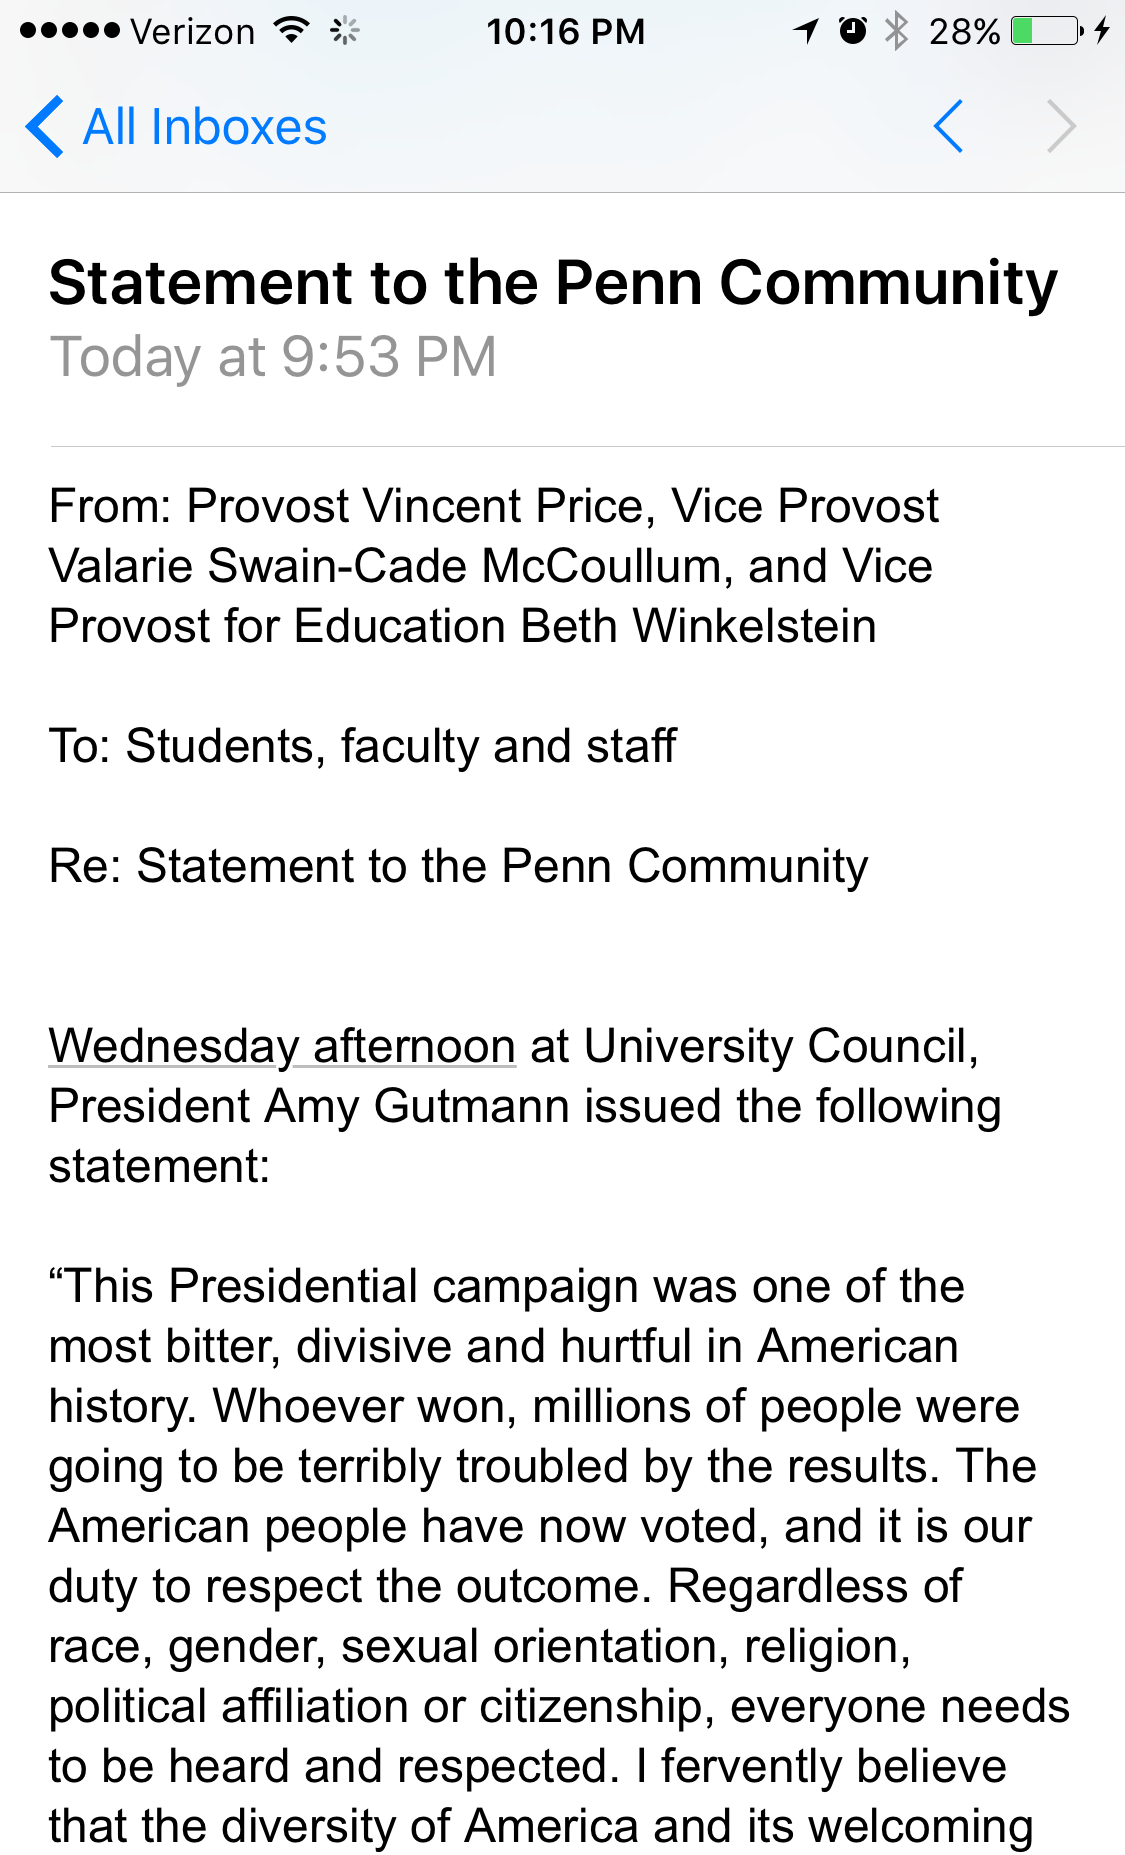 Verizon 10:16 PM 28%
All Inboxes
Statement to the Penn Community
Today at 9:53 PM
From: Provost Vincent Price, Vice Provost
Valarie Swain-Cade McCoullum, and Vice
Provost for Education Beth Winkelstein
To: Students, faculty and staff
Re: Statement to the Penn Community
Wednesday afternoon at University Council,
President Amy Gutmann issued the following
statement:
“This Presidential campaign was one of the
most bitter, divisive and hurtful in American
history. Whoever won, millions of people were
going to be terribly troubled by the results. The
American people have now voted, and it is our
duty to respect the outcome. Regardless of
race, gender, sexual orientation, religion,
political affiliation or citizenship, everyone needs
to be heard and respected. I fervently believe
that the diversity of America and its welcoming